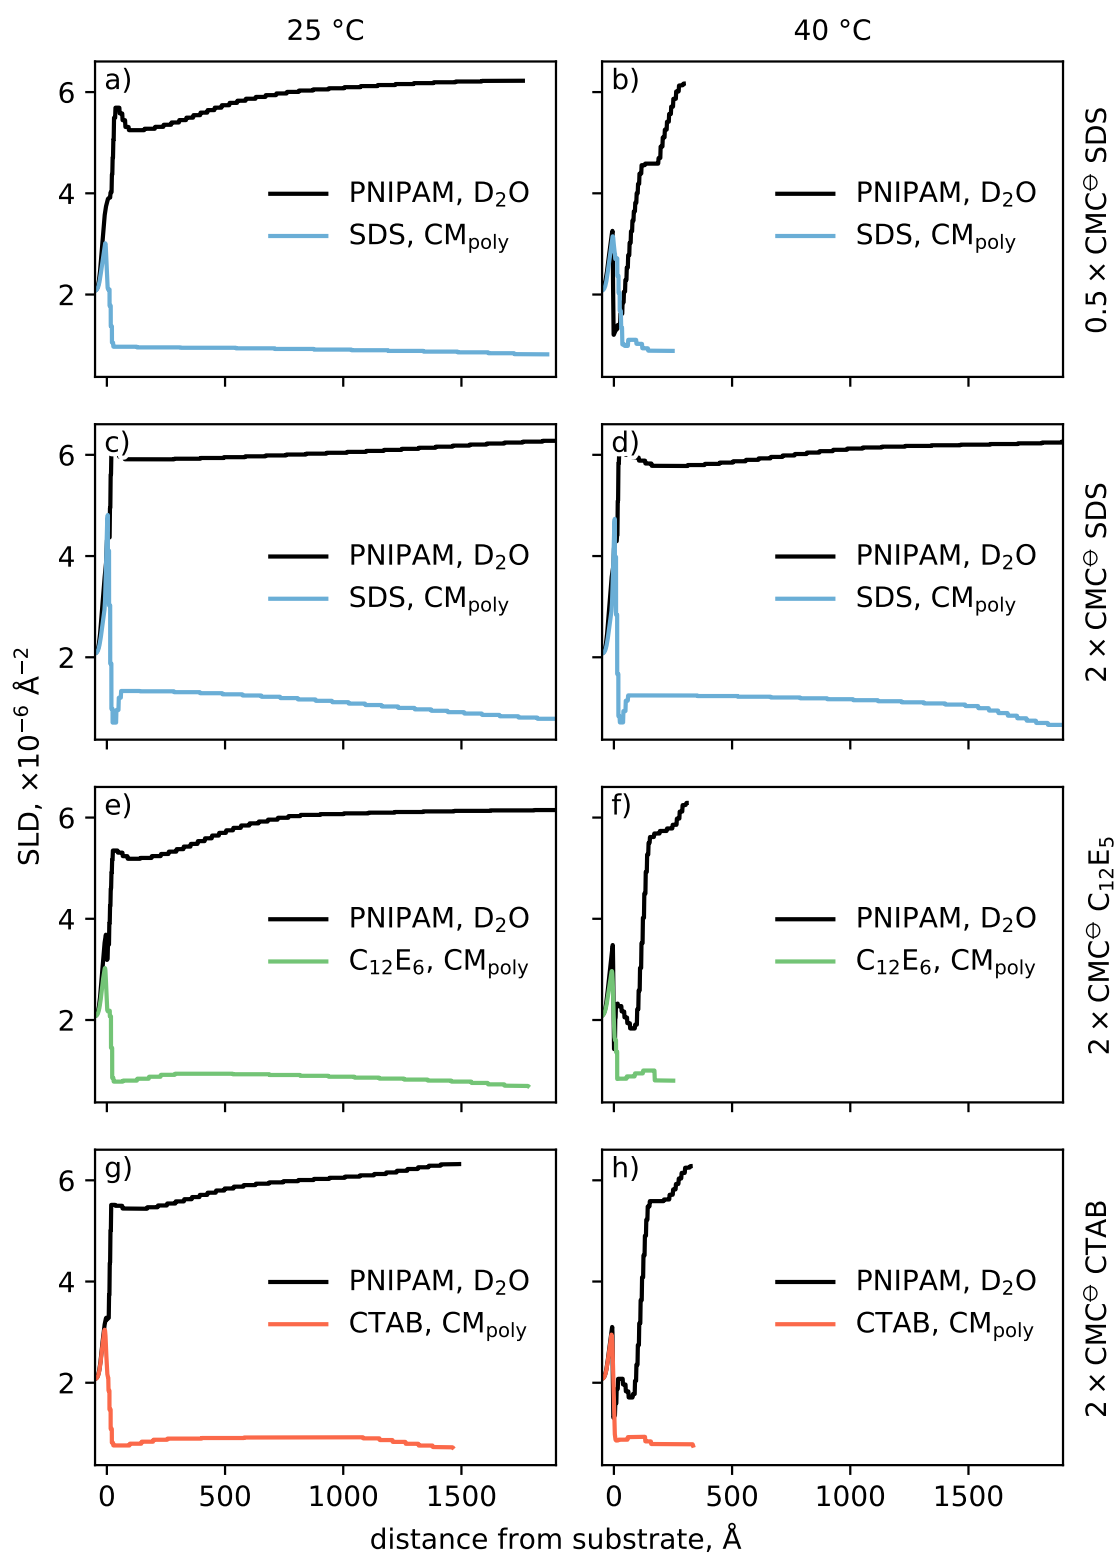 25 °C
40 °C
a)
b)
6
4
2
PNIPAM, D₂O
SDS, CMpoly
PNIPAM, D₂O
SDS, CMpoly
0.5 × CMC⦵ SDS
c)
d)
6
4
2
PNIPAM, D₂O
SDS, CMpoly
PNIPAM, D₂O
SDS, CMpoly
2 × CMC⦵ SDS
SLD, ×10⁻⁶ Å⁻²
e)
f)
6
4
2
PNIPAM, D₂O
C₁₂E₆, CMpoly
PNIPAM, D₂O
C₁₂E₆, CMpoly
2 × CMC⦵ C₁₂E₅
g)
h)
6
4
2
PNIPAM, D₂O
CTAB, CMpoly
PNIPAM, D₂O
CTAB, CMpoly
2 × CMC⦵ CTAB
0 500 1000 1500
0 500 1000 1500
distance from substrate, Å